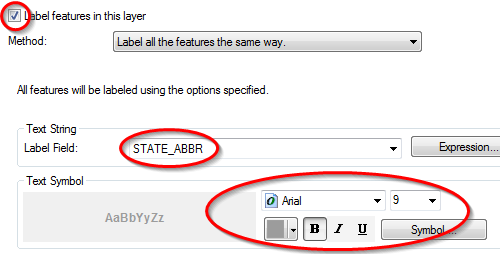 Label features in this layer
Method: Label all the features the same way.
All features will be labeled using the options specified.
Text String
Label Field: STATE_ABBR Expression...
Text Symbol
AaBbYyZz
Arial 9
B I U Symbol...